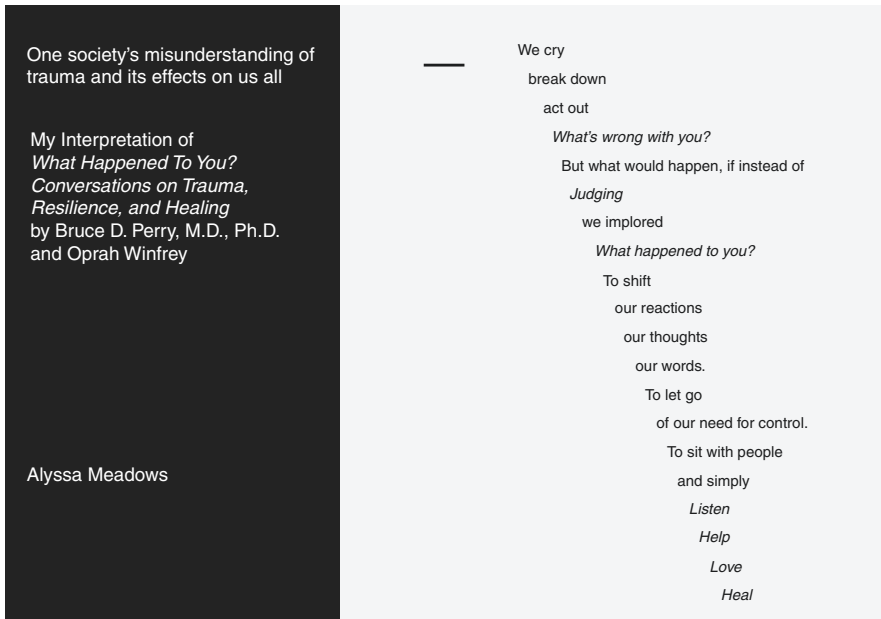 One society’s misunderstanding of
trauma and its effects on us all
My Interpretation of
What Happened To You?
Conversations on Trauma,
Resilience, and Healing
by Bruce D. Perry, M.D., Ph.D.
and Oprah Winfrey
Alyssa Meadows
We cry
break down
act out
What’s wrong with you?
But what would happen, if instead of
Judging
we implored
What happened to you?
To shift
our reactions
our thoughts
our words.
To let go
of our need for control.
To sit with people
and simply
Listen
Help
Love
Heal